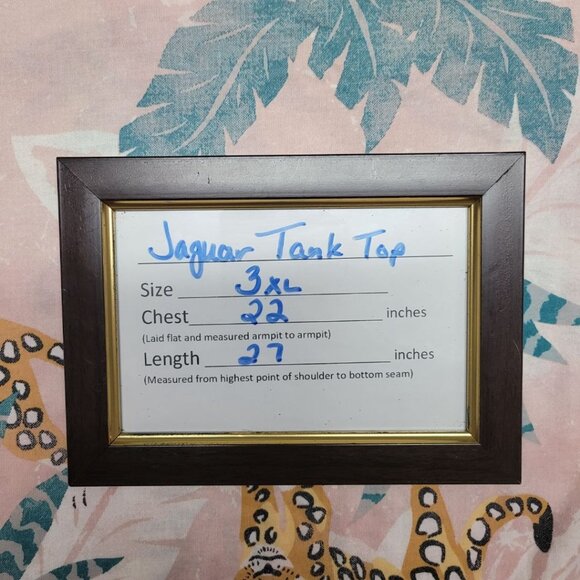 Jaguar Tank Top
Size 3XL
Chest 22 inches
(Laid flat and measured armpit to armpit)
Length 27 inches
(Measured from highest point of shoulder to bottom seam)